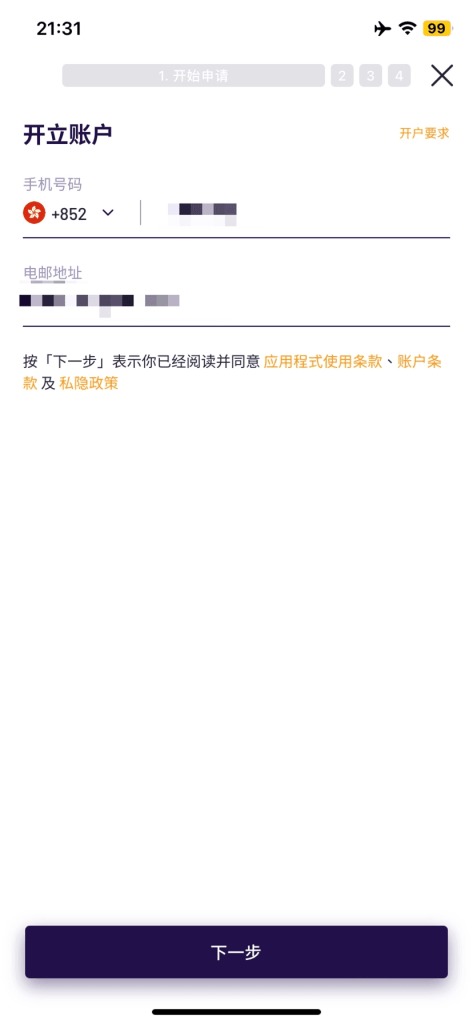 21:31
99
1. 开始申请
2
3
4
开立账户
开户要求
手机号码
+852
电邮地址
按「下一步」表示你已经阅读并同意 应用程式使用条款、账户条
款 及 私隐政策
下一步